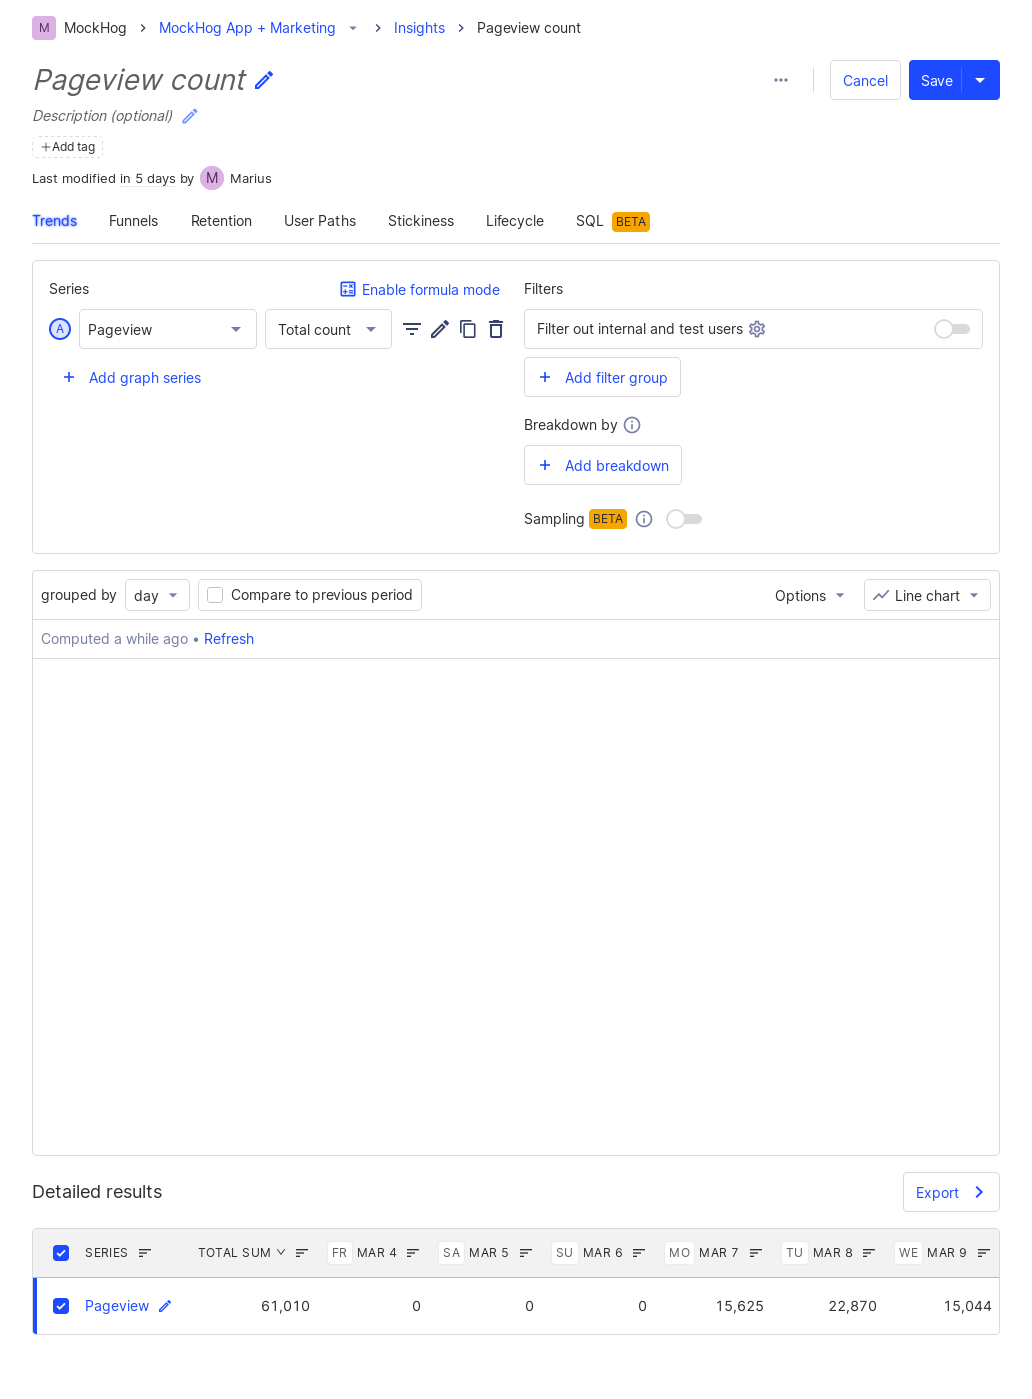 M MockHog > MockHog App + Marketing > Insights > Pageview count
Pageview count
Cancel
Save
Description (optional)
+Add tag
Last modified in 5 days by M Marius
Trends
Funnels
Retention
User Paths
Stickiness
Lifecycle
SQL BETA
Series
Enable formula mode
A Pageview
Total count
+ Add graph series
Filters
Filter out internal and test users
+ Add filter group
Breakdown by
+ Add breakdown
Sampling BETA
grouped by day
Compare to previous period
Options
Line chart
Computed a while ago • Refresh
Detailed results
Export
SERIES TOTAL SUM FR MAR 4 SA MAR 5 SU MAR 6 MO MAR 7 TU MAR 8 WE MAR 9
Pageview 61,010 0 0 0 15,625 22,870 15,044